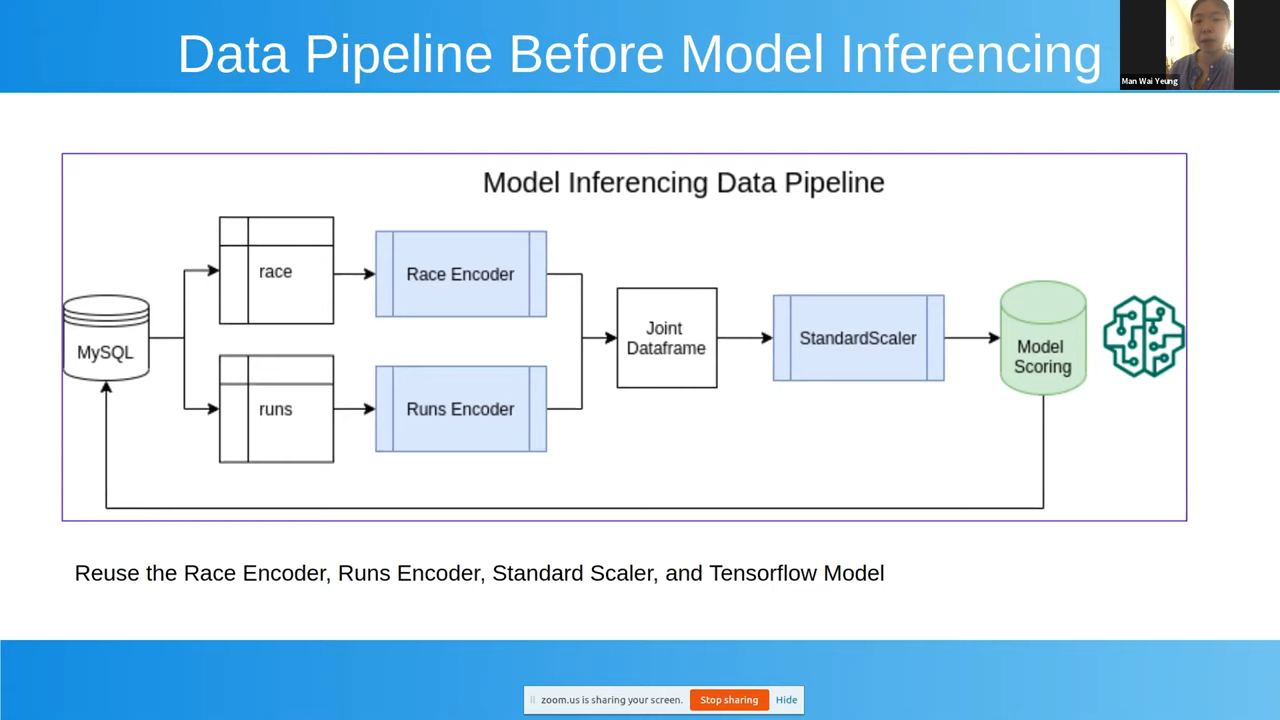 Data Pipeline Before Model Inferencing
Man Wai Yeung
Model Inferencing Data Pipeline
race
Race Encoder
MySQL
Joint
Dataframe
StandardScaler
Model
Scoring
runs
Runs Encoder
Reuse the Race Encoder, Runs Encoder, Standard Scaler, and Tensorflow Model
zoom.us is sharing your screen.
Stop sharing
Hide